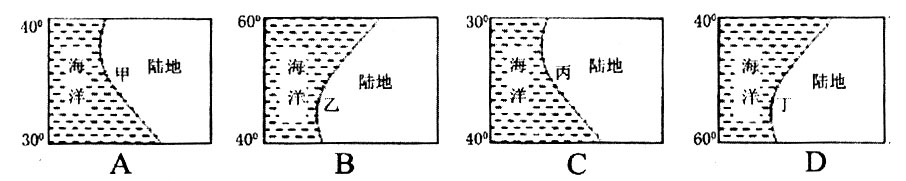 40° 海洋 甲 陆地 30°
A
60° 海洋 乙 陆地 40°
B
30° 海洋 丙 陆地 40°
C
40° 海洋 丁 陆地 60°
D